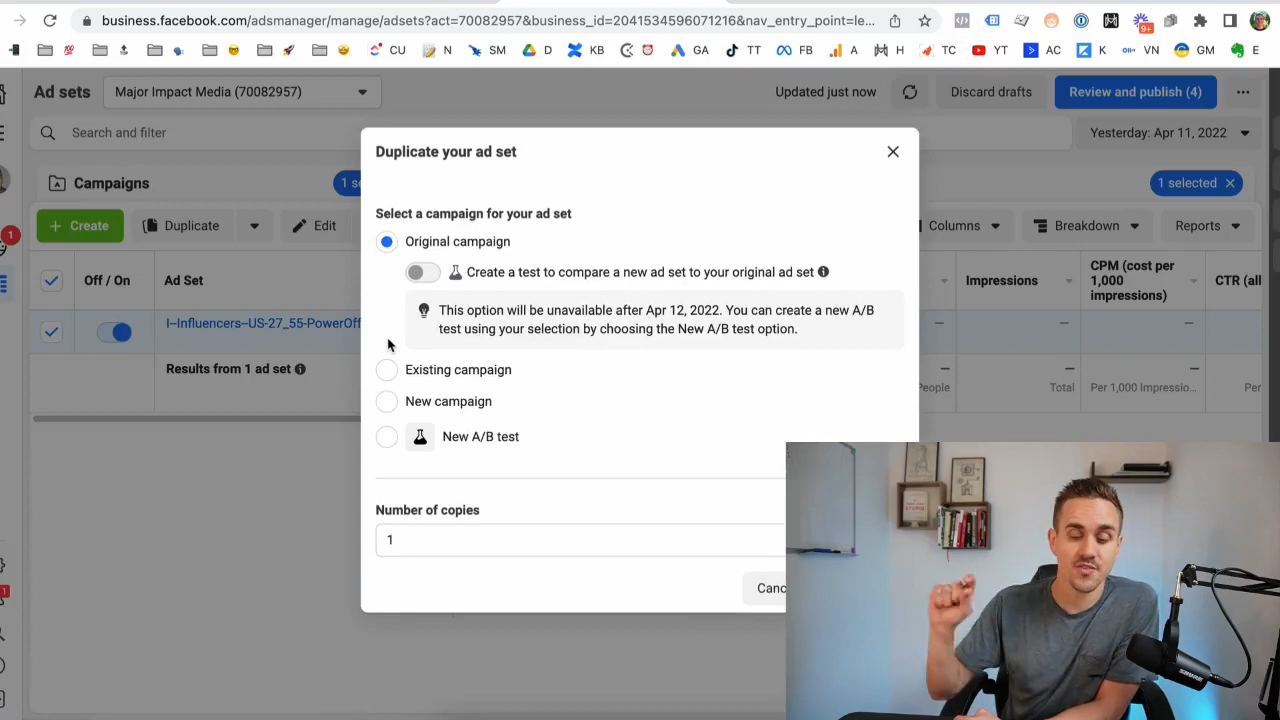 business.facebook.com/adsmanager/manage/adsets?act=70082957&business_id=2041534596071216&nav_entry_point=le...
9+
CU N SM D KB GA TT FB A H TC YT AC K VN GM E
Ad sets
Major Impact Media (70082957)
Updated just now
Discard drafts
Review and publish (4)
Search and filter
Yesterday: Apr 11, 2022
Campaigns
1 se
1 selected
Create
Duplicate
Edit
Columns
Breakdown
Reports
1
Off / On
Ad Set
Impressions
CPM (cost per
1,000
impressions)
CTR (all
I--Influencers--US-27_55-PowerOff
Results from 1 ad set
People
Total
Per 1,000 Impressio...
Per
1
Duplicate your ad set
Select a campaign for your ad set
Original campaign
Create a test to compare a new ad set to your original ad set
This option will be unavailable after Apr 12, 2022. You can create a new A/B
test using your selection by choosing the New A/B test option.
Existing campaign
New campaign
New A/B test
Number of copies
1
Canc